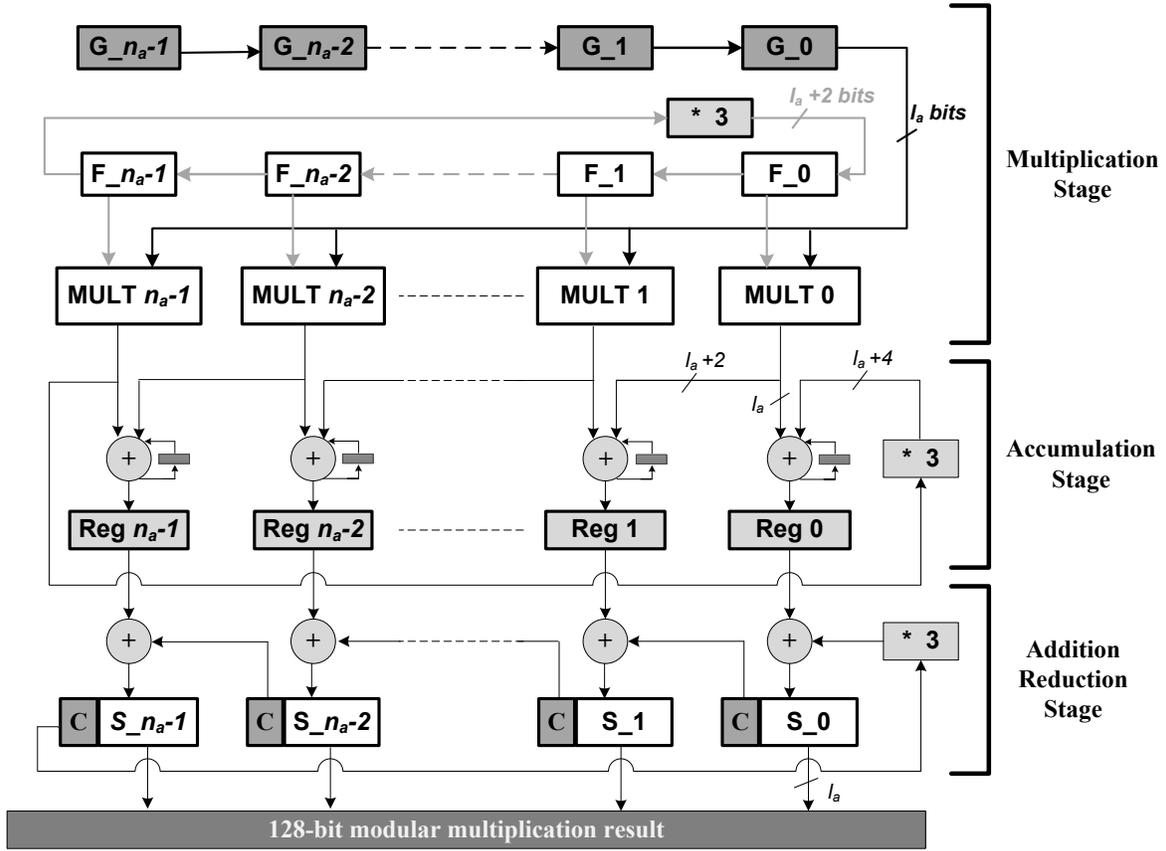 G_nₐ-1 G_nₐ-2 G_1 G_0
* 3 lₐ +2 bits lₐ bits
F_nₐ-1 F_nₐ-2 F_1 F_0
Multiplication
Stage
MULT nₐ-1 MULT nₐ-2 MULT 1 MULT 0
lₐ +2 lₐ lₐ +4
+ + + + * 3
Accumulation
Stage
Reg nₐ-1 Reg nₐ-2 Reg 1 Reg 0
+ + + + * 3
Addition
Reduction
Stage
C S_nₐ-1 C S_nₐ-2 C S_1 C S_0
lₐ
128-bit modular multiplication result